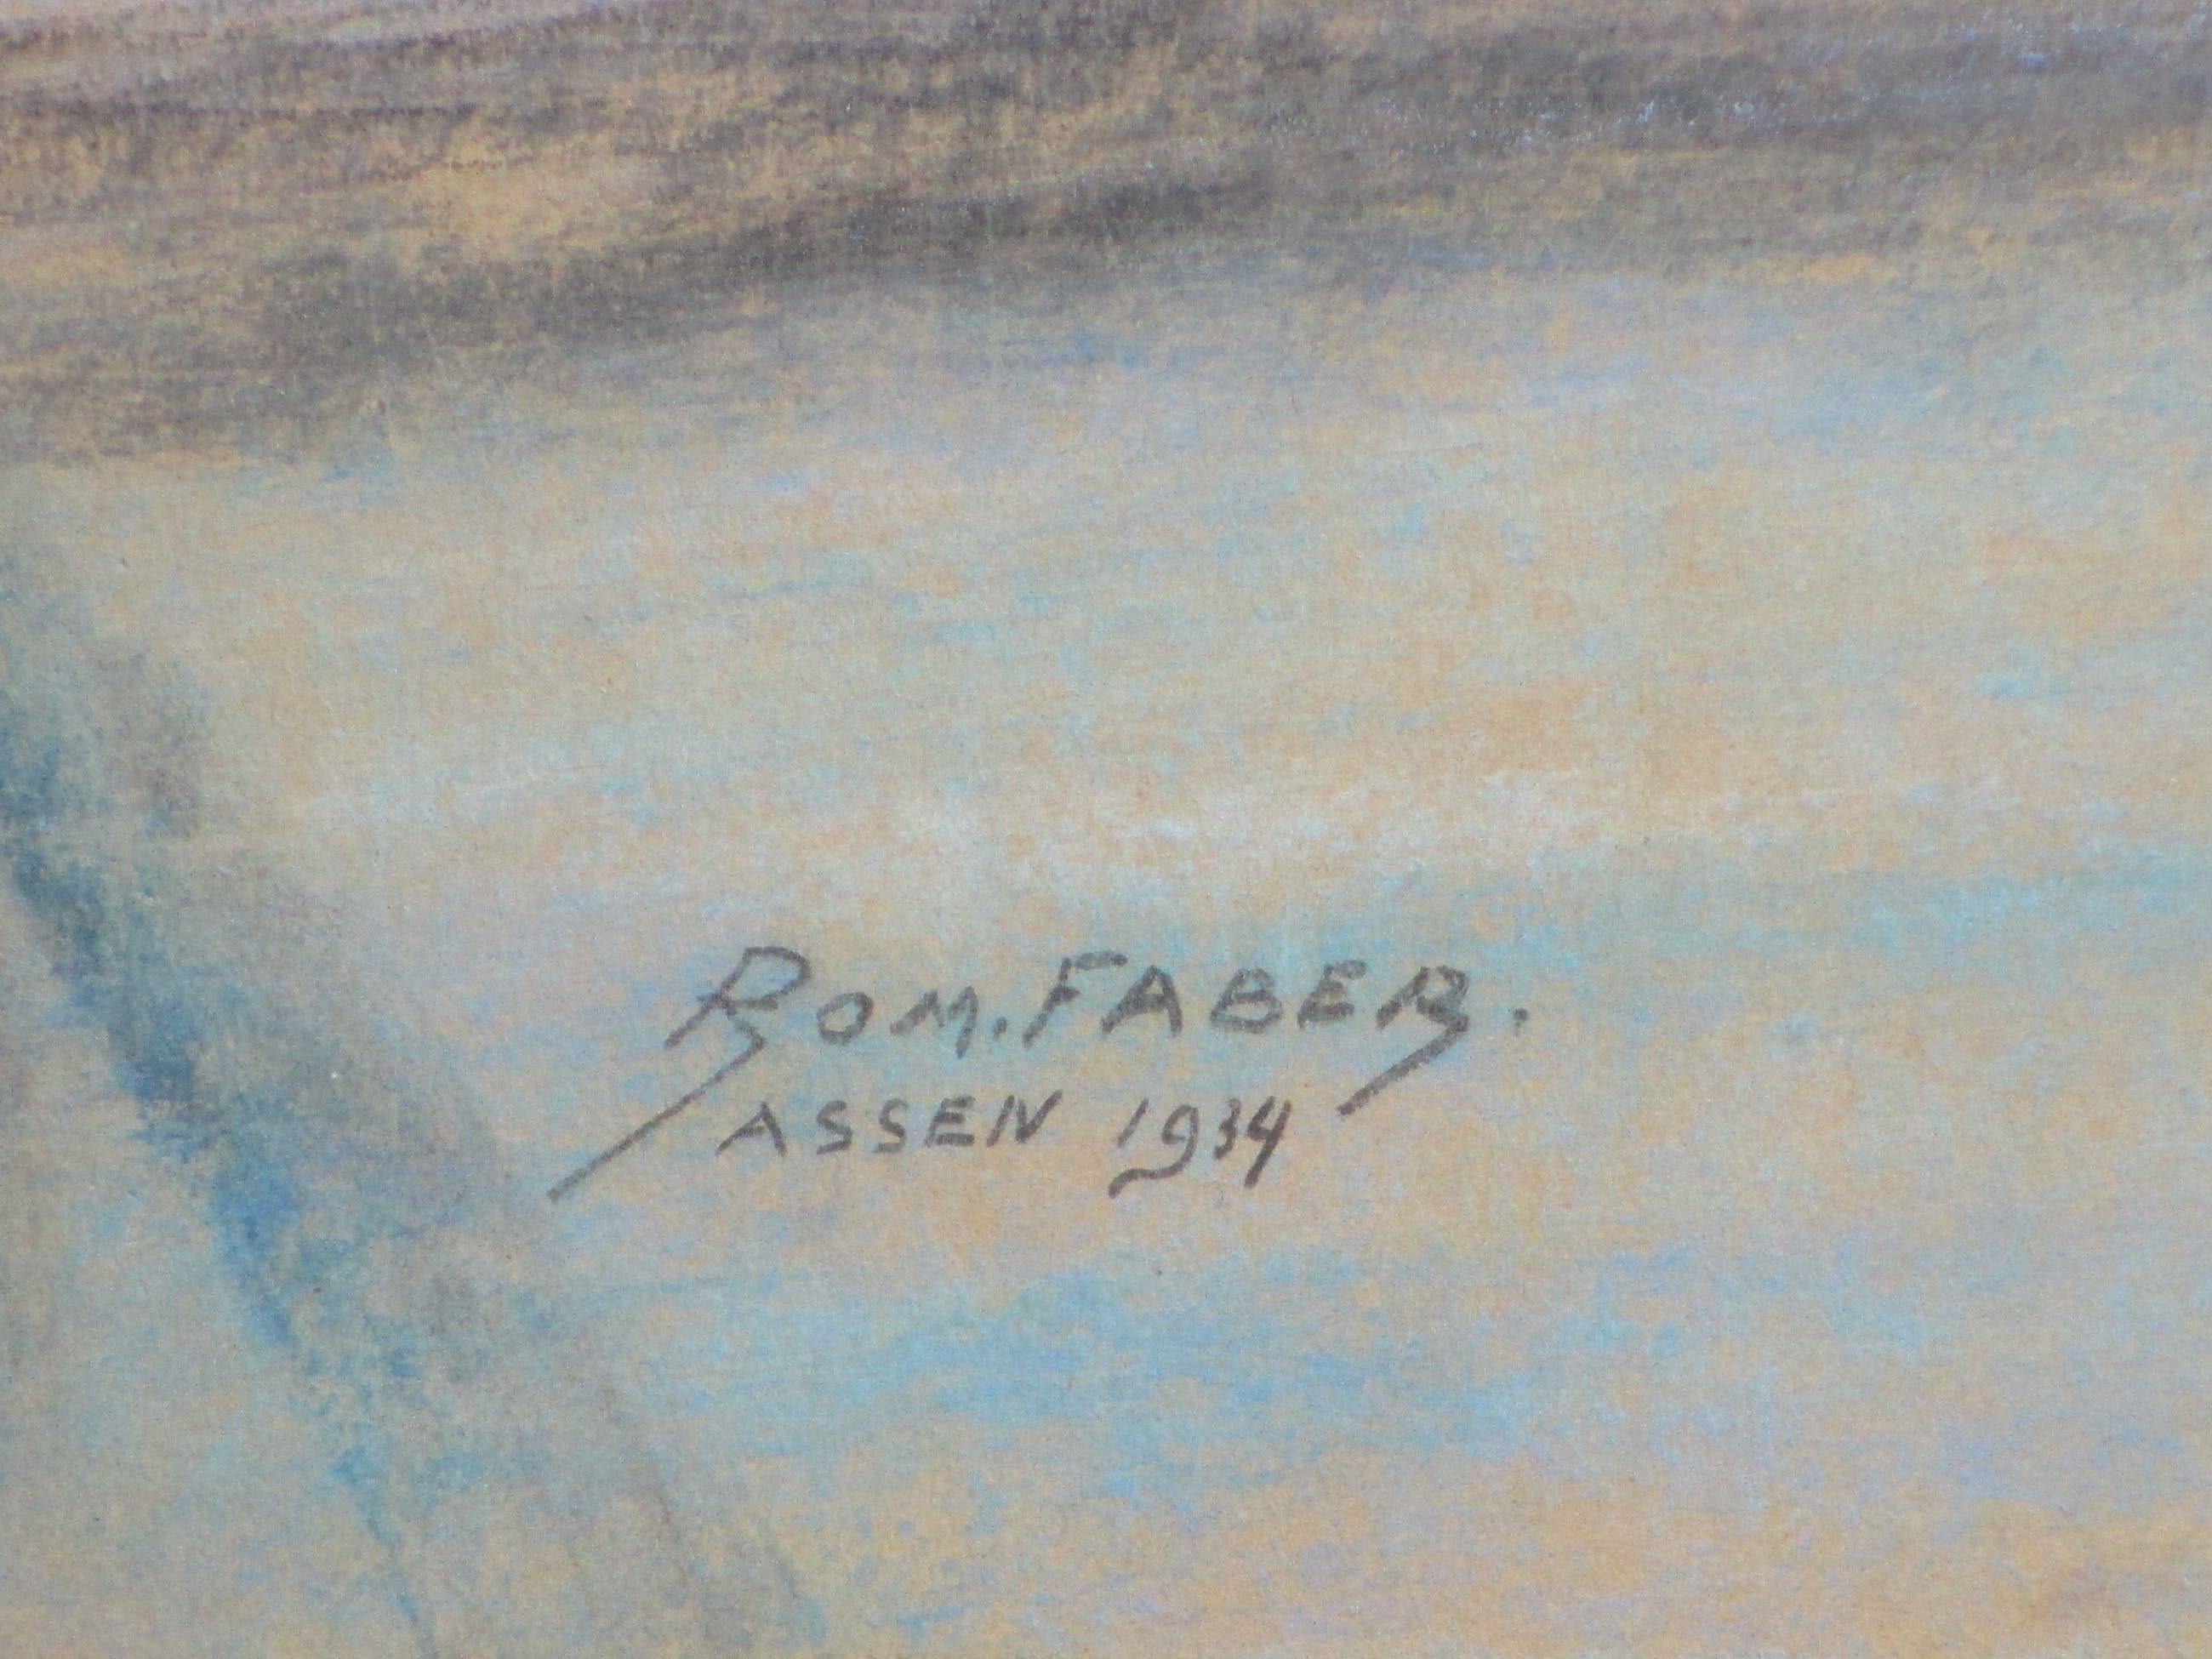 Rom. FABER.
ASSEN 1934